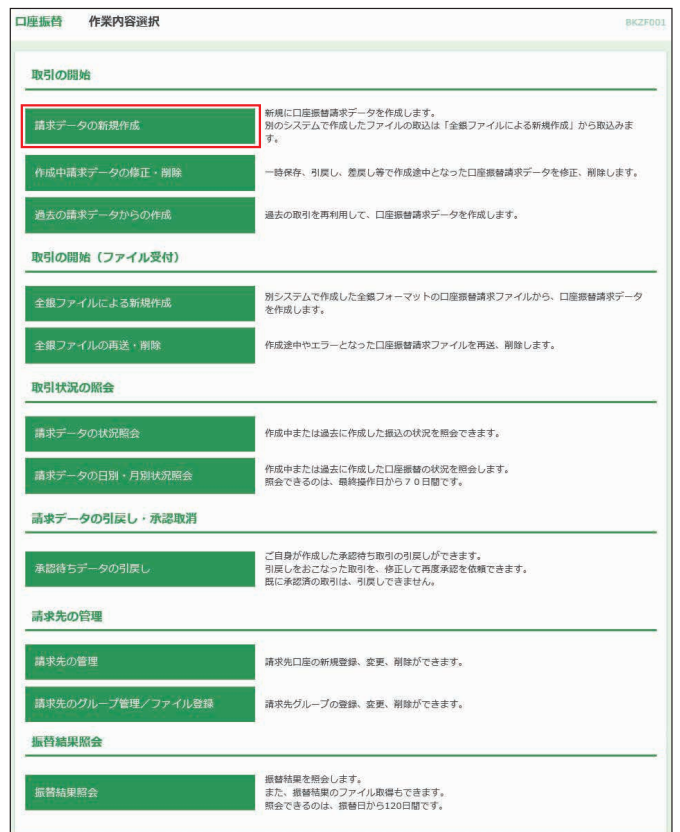 口座振替 作業内容選択 BKZF001
取引の開始
請求データの新規作成
新規に口座振替請求データを作成します。
別のシステムで作成したファイルの取込は「全銀ファイルによる新規作成」から取込みま
す。
作成中請求データの修正・削除
一時保存、引戻し、差戻し等で作成途中となった口座振替請求データを修正、削除します。
過去の請求データからの作成
過去の取引を再利用して、口座振替請求データを作成します。
取引の開始（ファイル受付）
全銀ファイルによる新規作成
別システムで作成した全銀フォーマットの口座振替請求ファイルから、口座振替請求データ
を作成します。
全銀ファイルの再送・削除
作成途中やエラーとなった口座振替請求ファイルを再送、削除します。
取引状況の照会
請求データの状況照会
作成中または過去に作成した振込の状況を照会できます。
請求データの日別・月別状況照会
作成中または過去に作成した口座振替の状況を照会します。
照会できるのは、最終操作日から７０日間です。
請求データの引戻し・承認取消
承認待ちデータの引戻し
ご自身が作成した承認待ち取引の引戻しができます。
引戻しをおこなった取引を、修正して再度承認を依頼できます。
既に承認済の取引は、引戻しできません。
請求先の管理
請求先の管理
請求先口座の新規登録、変更、削除ができます。
請求先のグループ管理／ファイル登録
請求先グループの登録、変更、削除ができます。
振替結果照会
振替結果照会
振替結果を照会します。
また、振替結果のファイル取得もできます。
照会できるのは、振替日から120日間です。